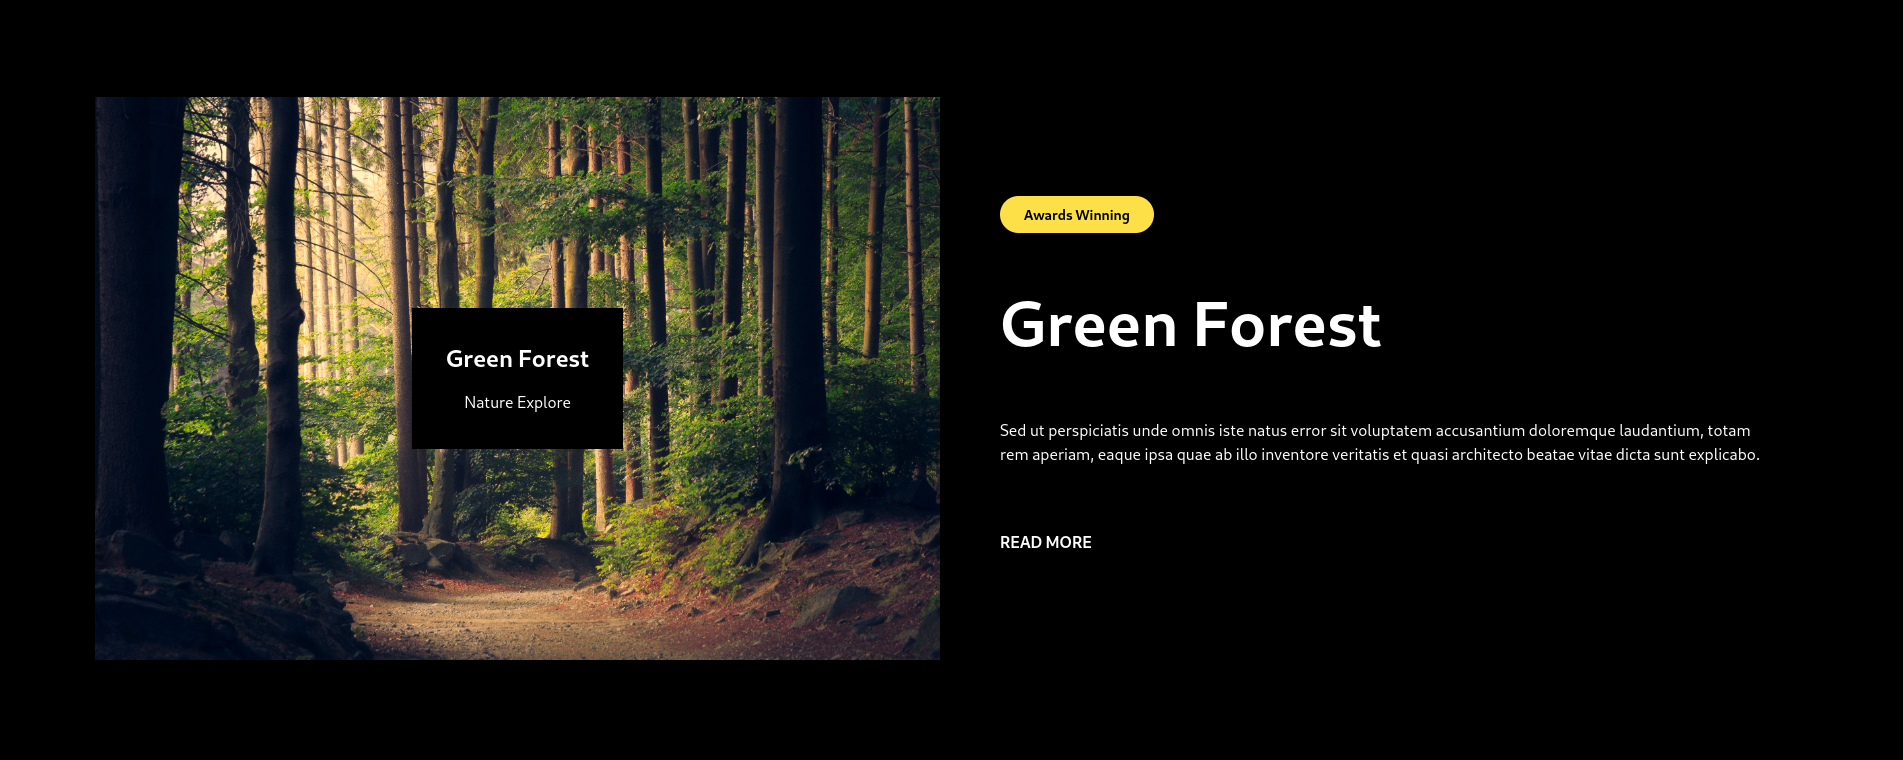 Green Forest
Nature Explore
Awards Winning
Green Forest
Sed ut perspiciatis unde omnis iste natus error sit voluptatem accusantium doloremque laudantium, totam
rem aperiam, eaque ipsa quae ab illo inventore veritatis et quasi architecto beatae vitae dicta sunt explicabo.
READ MORE